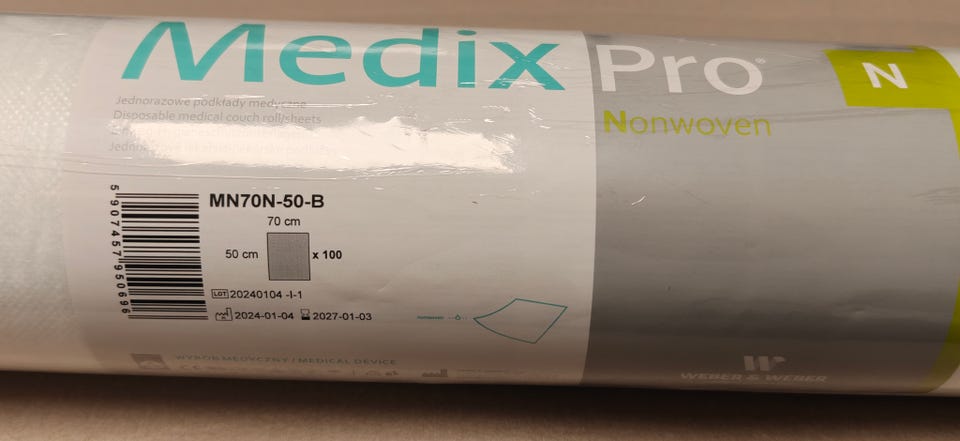 Medix Pro®
N
Nonwoven
Jednorazowe podkłady medyczne
Disposable medical couch roll/sheets
5907457950696
MN70N-50-B
70 cm
50 cm
x 100
LOT 20240104 -I-1
2024-01-04 2027-01-03
WYRÓB MEDYCZNY / MEDICAL DEVICE
WEBER & WEBER